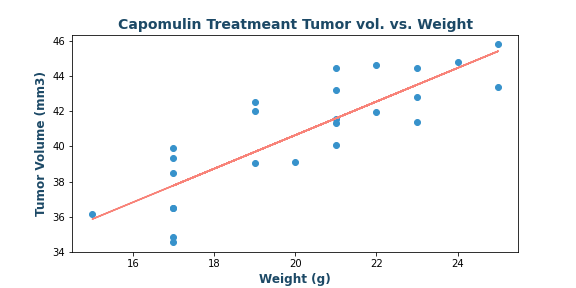 Capomulin Treatmeant Tumor vol. vs. Weight
46
44
42
40
38
36
34
Tumor Volume (mm3)
16 18 20 22 24
Weight (g)